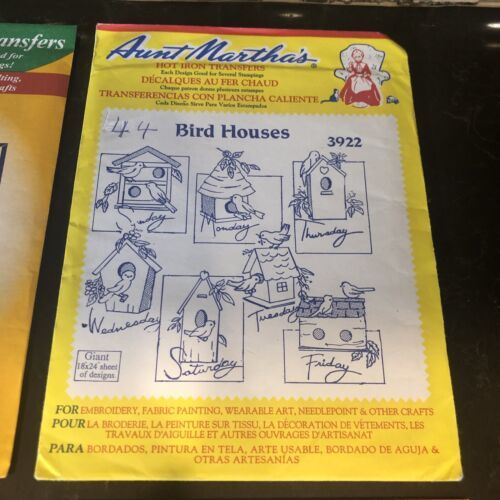 ransfers
d for
gs!
lting,
afts
Aunt Martha's®
HOT IRON TRANSFERS
Each Design Good for Several Stampings
DÉCALQUES AU FER CHAUD
Chaque patron donne plusieurs estampes
TRANSFERENCIAS CON PLANCHA CALIENTE
Cada Diseño Sirve Para Varios Estampados
44
Bird Houses
3922
Sunday
Monday
Thursday
Wednesday
Saturday
Tuesday
Friday
Giant
18x24" sheet
of designs
FOR EMBROIDERY, FABRIC PAINTING, WEARABLE ART, NEEDLEPOINT & OTHER CRAFTS
POUR LA BRODERIE, LA PEINTURE SUR TISSU, LA DÉCORATION DE VÊTEMENTS, LES
TRAVAUX D'AIGUILLE ET AUTRES OUVRAGES D'ARTISANAT
PARA BORDADOS, PINTURA EN TELA, ARTE USABLE, BORDADO DE AGUJA &
OTRAS ARTESANÍAS